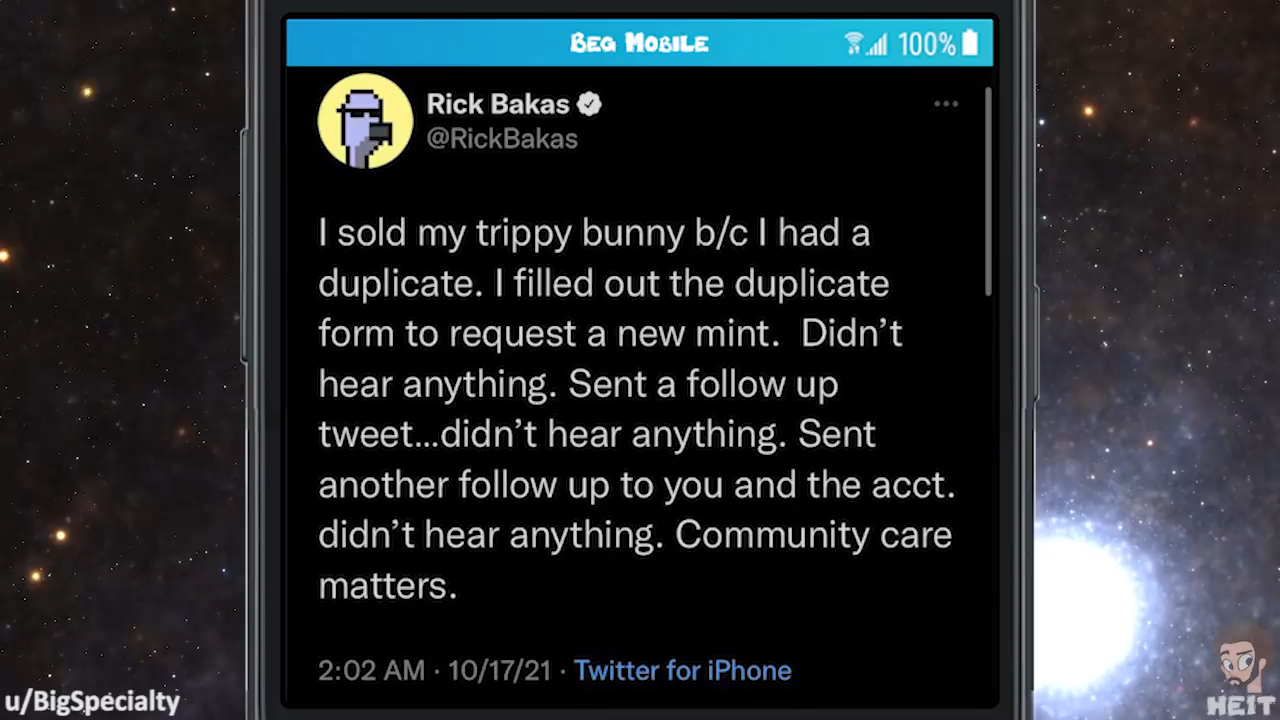 BEG MOBILE
100%
Rick Bakas
@RickBakas
I sold my trippy bunny b/c I had a
duplicate. I filled out the duplicate
form to request a new mint.  Didn't
hear anything. Sent a follow up
tweet...didn't hear anything. Sent
another follow up to you and the acct.
didn't hear anything. Community care
matters.
2:02 AM · 10/17/21 · Twitter for iPhone
u/BigSpecialty
HEIT